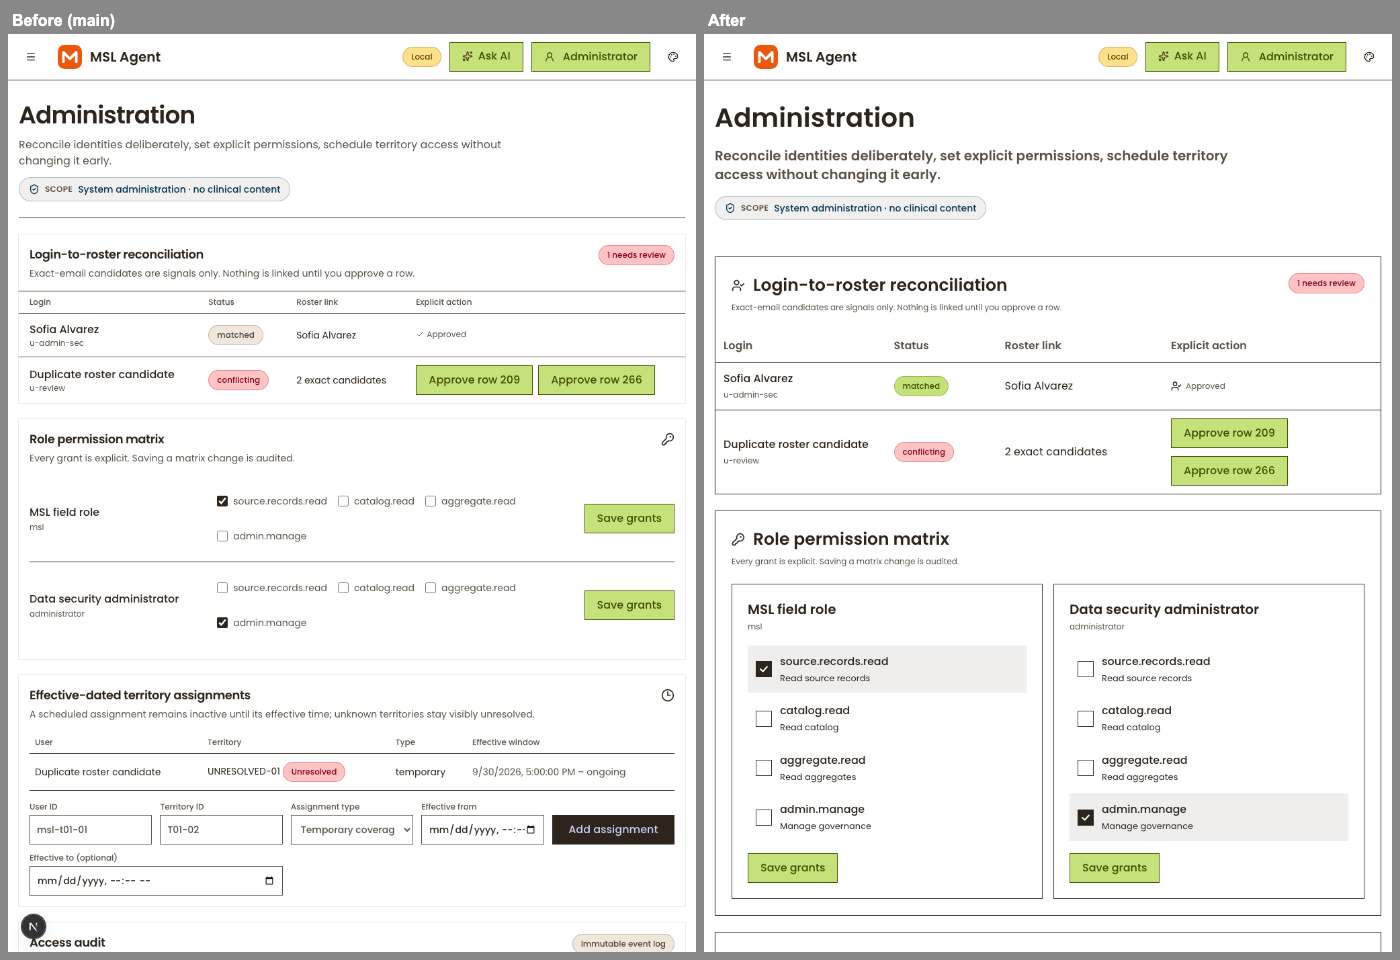 Before (main)
MSL Agent
Local
Ask AI
Administrator
Administration
Reconcile identities deliberately, set explicit permissions, schedule territory access without
changing it early.
SCOPE System administration · no clinical content
Login-to-roster reconciliation
1 needs review
Exact-email candidates are signals only. Nothing is linked until you approve a row.
Login Status Roster link Explicit action
Sofia Alvarez
u-admin-sec
matched
Sofia Alvarez
Approved
Duplicate roster candidate
u-review
conflicting
2 exact candidates
Approve row 209
Approve row 266
Role permission matrix
Every grant is explicit. Saving a matrix change is audited.
MSL field role
msl
source.records.read catalog.read aggregate.read
admin.manage
Save grants
Data security administrator
administrator
source.records.read catalog.read aggregate.read
admin.manage
Save grants
Effective-dated territory assignments
A scheduled assignment remains inactive until its effective time; unknown territories stay visibly unresolved.
User Territory Type Effective window
Duplicate roster candidate UNRESOLVED-01 Unresolved temporary 9/30/2026, 5:00:00 PM – ongoing
User ID Territory ID Assignment type Effective from
msl-t01-01 T01-02 Temporary coverag mm/dd/yyyy, --:-- Add assignment
Effective to (optional)
mm/dd/yyyy, --:-- --
N
Access audit
Immutable event log
After
MSL Agent
Local
Ask AI
Administrator
Administration
Reconcile identities deliberately, set explicit permissions, schedule territory
access without changing it early.
SCOPE System administration · no clinical content
Login-to-roster reconciliation
1 needs review
Exact-email candidates are signals only. Nothing is linked until you approve a row.
Login Status Roster link Explicit action
Sofia Alvarez
u-admin-sec
matched
Sofia Alvarez
Approved
Duplicate roster candidate
u-review
conflicting
2 exact candidates
Approve row 209
Approve row 266
Role permission matrix
Every grant is explicit. Saving a matrix change is audited.
MSL field role
msl
source.records.read
Read source records
catalog.read
Read catalog
aggregate.read
Read aggregates
admin.manage
Manage governance
Save grants
Data security administrator
administrator
source.records.read
Read source records
catalog.read
Read catalog
aggregate.read
Read aggregates
admin.manage
Manage governance
Save grants